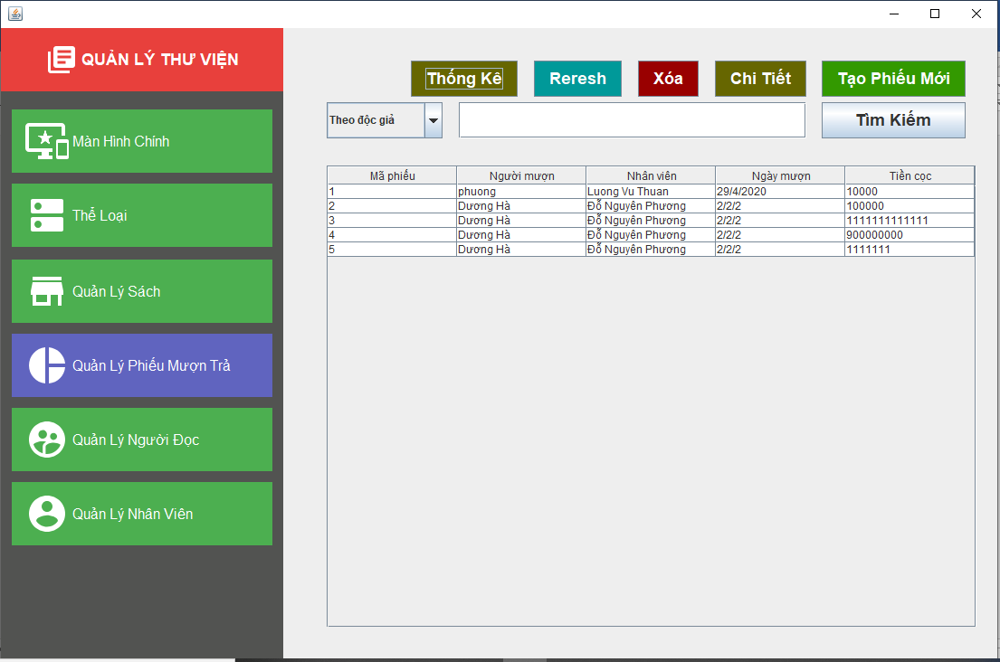 QUẢN LÝ THƯ VIỆN
Màn Hình Chính
Thể Loại
Quản Lý Sách
Quản Lý Phiếu Mượn Trả
Quản Lý Người Đọc
Quản Lý Nhân Viên
Thống Kê Reresh Xóa Chi Tiết Tạo Phiếu Mới
Theo độc giả Tìm Kiếm
Mã phiếu Người mượn Nhân viên Ngày mượn Tiền cọc
1 phuong Luong Vu Thuan 29/4/2020 10000
2 Dương Hà Đỗ Nguyên Phương 2/2/2 100000
3 Dương Hà Đỗ Nguyên Phương 2/2/2 1111111111111
4 Dương Hà Đỗ Nguyên Phương 2/2/2 900000000
5 Dương Hà Đỗ Nguyên Phương 2/2/2 1111111